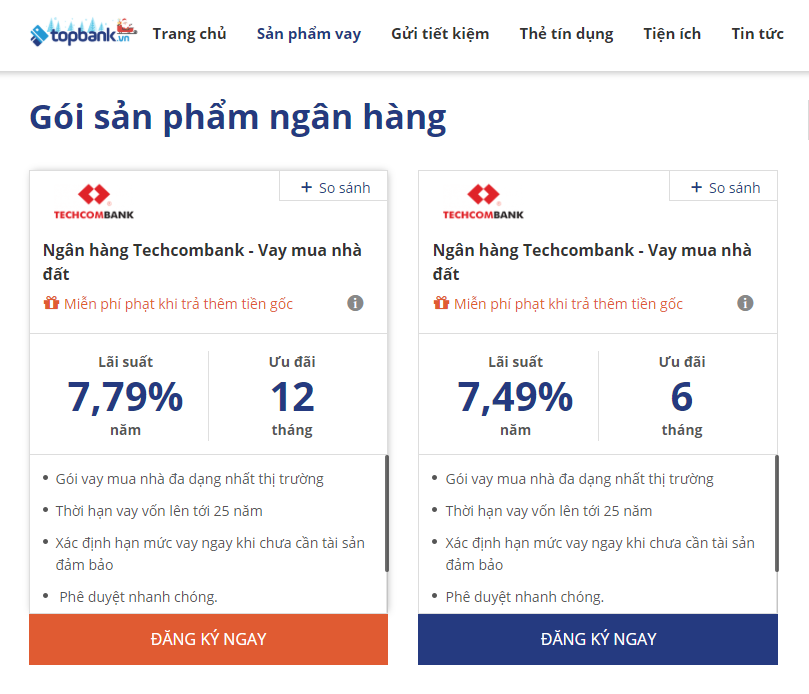 topbank.vn
Trang chủ
Sản phẩm vay
Gửi tiết kiệm
Thẻ tín dụng
Tiện ích
Tin tức
Gói sản phẩm ngân hàng
+ So sánh
TECHCOMBANK
Ngân hàng Techcombank - Vay mua nhà
đất
Miễn phí phạt khi trả thêm tiền gốc
Lãi suất
7,79%
năm
Ưu đãi
12
tháng
• Gói vay mua nhà đa dạng nhất thị trường
• Thời hạn vay vốn lên tới 25 năm
• Xác định hạn mức vay ngay khi chưa cần tài sản
đảm bảo
• Phê duyệt nhanh chóng.
ĐĂNG KÝ NGAY
+ So sánh
TECHCOMBANK
Ngân hàng Techcombank - Vay mua nhà
đất
Miễn phí phạt khi trả thêm tiền gốc
Lãi suất
7,49%
năm
Ưu đãi
6
tháng
• Gói vay mua nhà đa dạng nhất thị trường
• Thời hạn vay vốn lên tới 25 năm
• Xác định hạn mức vay ngay khi chưa cần tài sản
đảm bảo
• Phê duyệt nhanh chóng.
ĐĂNG KÝ NGAY